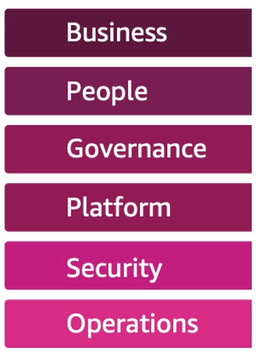 Business
People
Governance
Platform
Security
Operations